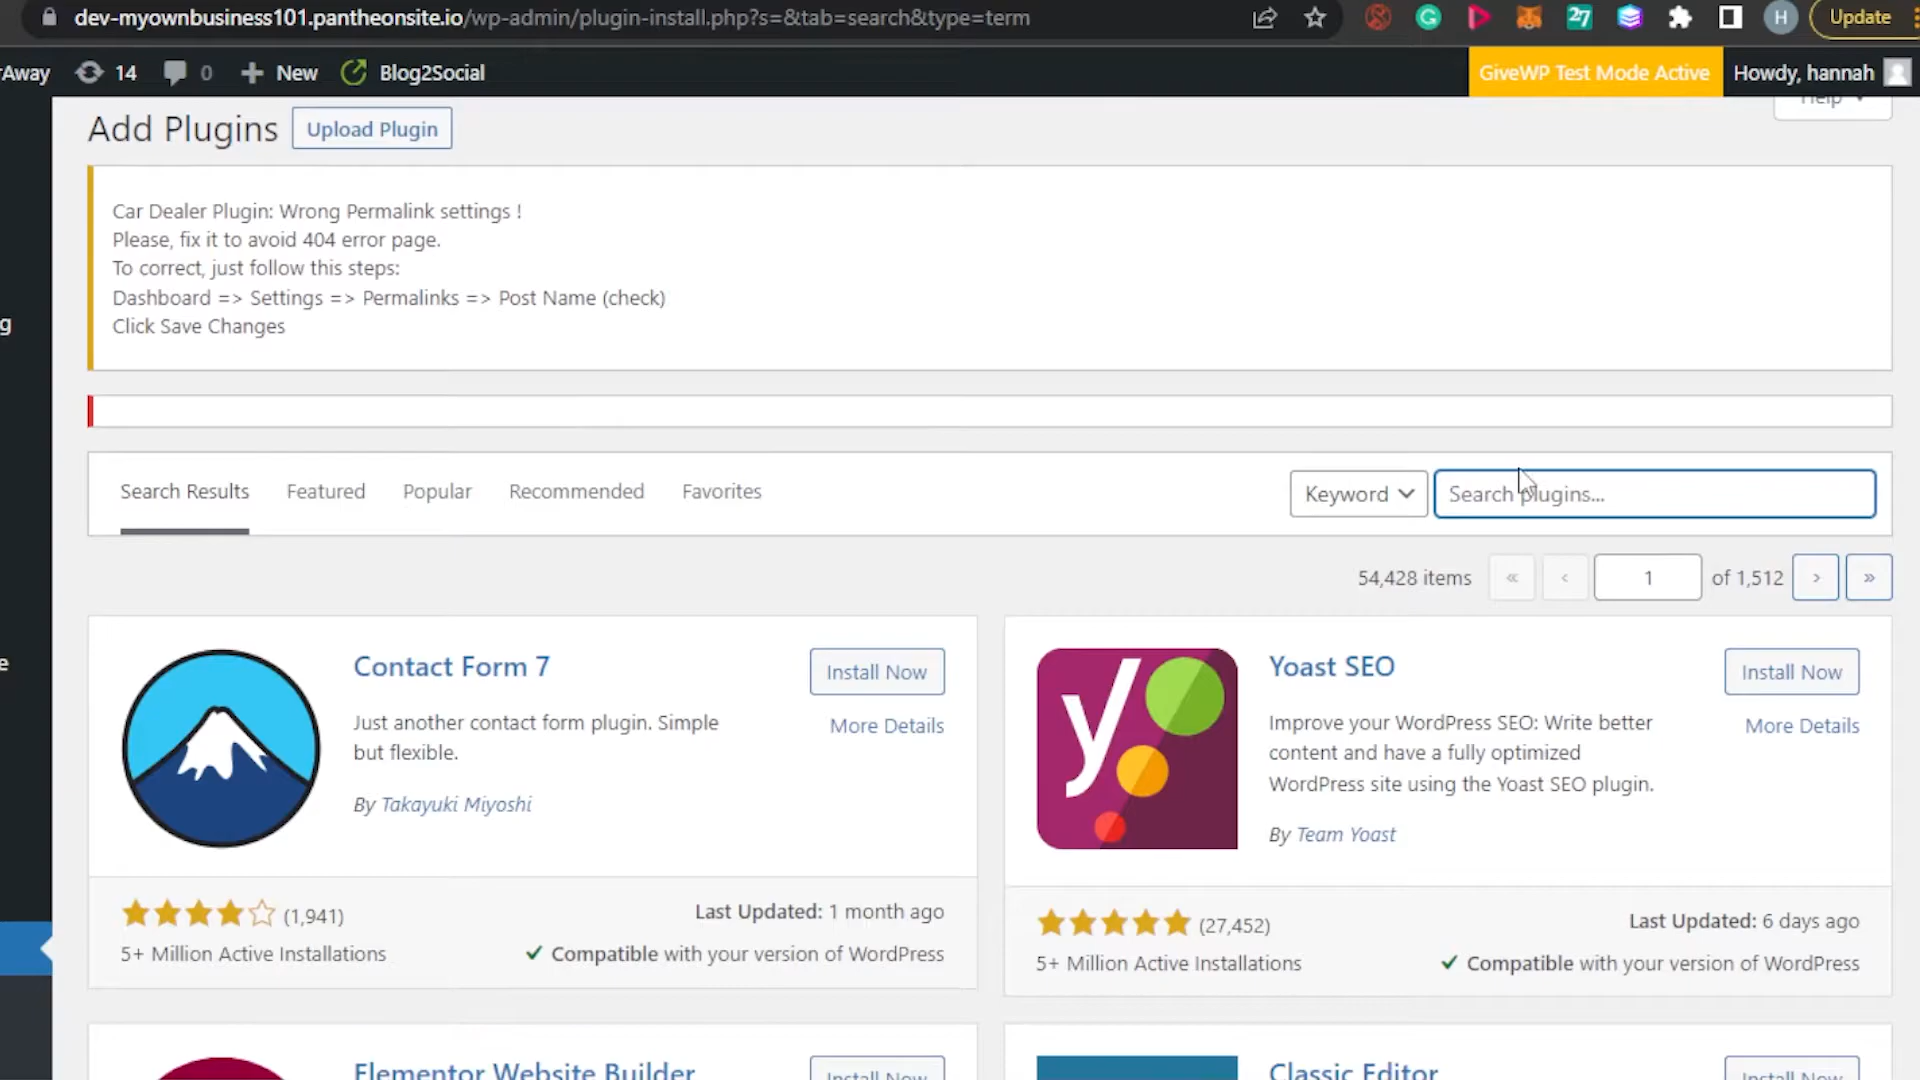 dev-myownbusiness101.pantheonsite.io/wp-admin/plugin-install.php?s=&tab=search&type=term
27
H
Update
Away
14
0
+ New
Blog2Social
GiveWP Test Mode Active
Howdy, hannah
Help
Add Plugins
Upload Plugin
Car Dealer Plugin: Wrong Permalink settings !
Please, fix it to avoid 404 error page.
To correct, just follow this steps:
Dashboard => Settings => Permalinks => Post Name (check)
Click Save Changes
g
Search Results
Featured
Popular
Recommended
Favorites
Keyword
Search plugins...
54,428 items
«
‹
1
of 1,512
›
»
e
Contact Form 7
Install Now
More Details
Just another contact form plugin. Simple
but flexible.
By Takayuki Miyoshi
(1,941)
Last Updated: 1 month ago
5+ Million Active Installations
Compatible with your version of WordPress
y
Yoast SEO
Install Now
More Details
Improve your WordPress SEO: Write better
content and have a fully optimized
WordPress site using the Yoast SEO plugin.
By Team Yoast
(27,452)
Last Updated: 6 days ago
5+ Million Active Installations
Compatible with your version of WordPress
Elementor Website Builder
Install Now
Classic Editor
Install Now